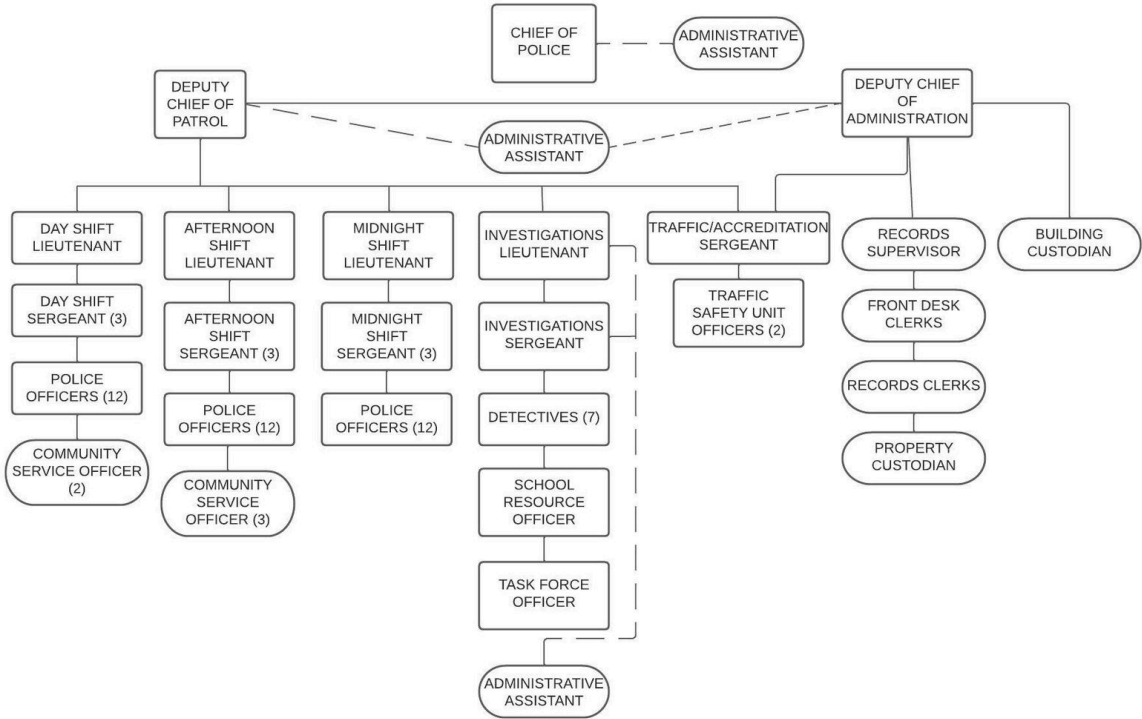 CHIEF OF
POLICE
ADMINISTRATIVE
ASSISTANT
DEPUTY
CHIEF OF
PATROL
DEPUTY CHIEF
OF
ADMINISTRATION
ADMINISTRATIVE
ASSISTANT
DAY SHIFT
LIEUTENANT
DAY SHIFT
SERGEANT (3)
POLICE
OFFICERS (12)
COMMUNITY
SERVICE OFFICER
(2)
AFTERNOON
SHIFT
LIEUTENANT
AFTERNOON
SHIFT
SERGEANT (3)
POLICE
OFFICERS (12)
COMMUNITY
SERVICE
OFFICER (3)
MIDNIGHT
SHIFT
LIEUTENANT
MIDNIGHT
SHIFT
SERGEANT (3)
POLICE
OFFICERS (12)
INVESTIGATIONS
LIEUTENANT
INVESTIGATIONS
SERGEANT
DETECTIVES (7)
SCHOOL
RESOURCE
OFFICER
TASK FORCE
OFFICER
ADMINISTRATIVE
ASSISTANT
TRAFFIC/ACCREDITATION
SERGEANT
TRAFFIC
SAFETY UNIT
OFFICERS (2)
RECORDS
SUPERVISOR
FRONT DESK
CLERKS
RECORDS CLERKS
PROPERTY
CUSTODIAN
BUILDING
CUSTODIAN